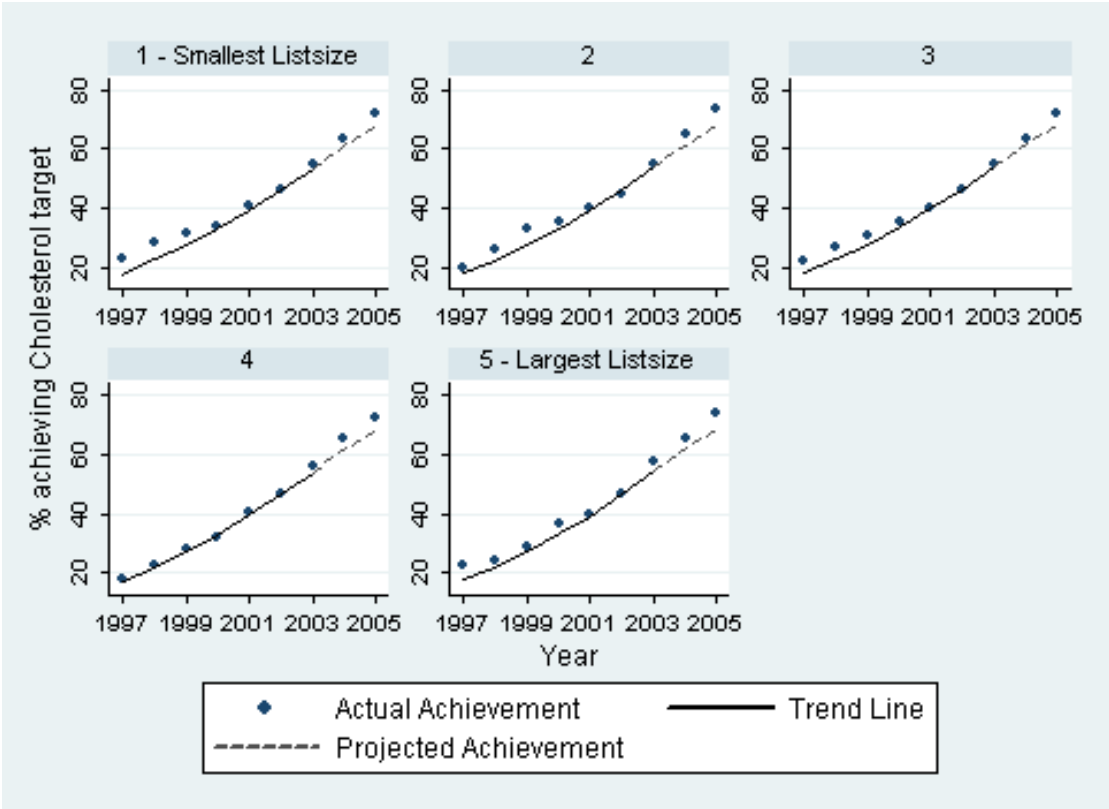 1 - Smallest Listsize
2
3
80
60
40
20
80
60
40
20
80
60
40
20
1997 1999 2001 2003 2005
1997 1999 2001 2003 2005
1997 1999 2001 2003 2005
% achieving Cholesterol target
4
5 - Largest Listsize
80
60
40
20
80
60
40
20
1997 1999 2001 2003 2005
1997 1999 2001 2003 2005
Year
Actual Achievement
Trend Line
Projected Achievement